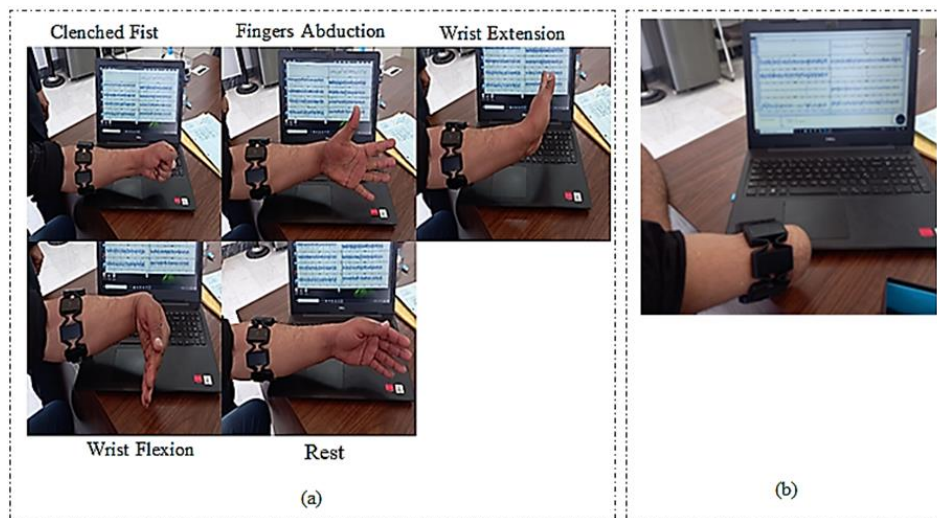 Clenched Fist
Fingers Abduction
Wrist Extension
Wrist Flexion
Rest
(a)
(b)